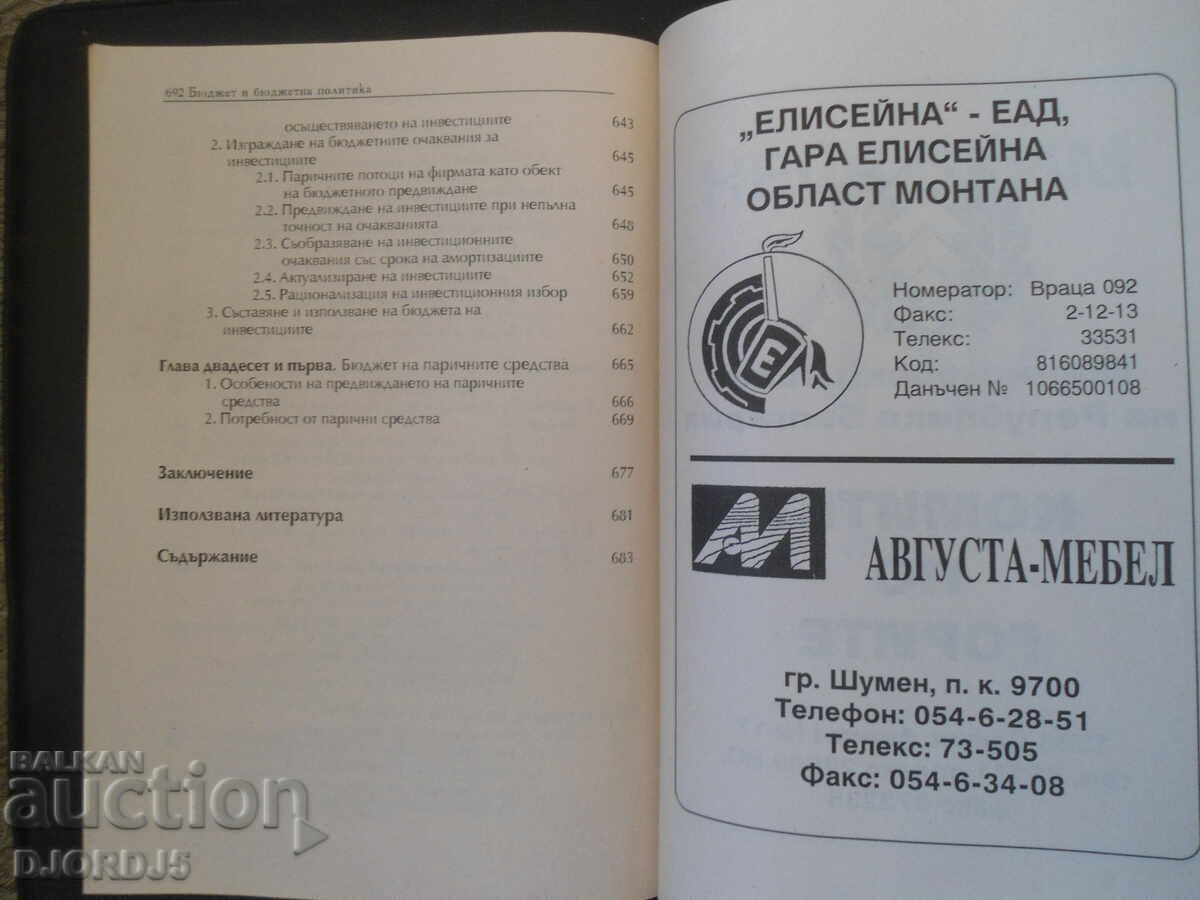 692 Бюджет и бюджетна политика
осъществяването на инвестициите 643
2. Изграждане на бюджетните очаквания за
инвестициите 645
2.1. Паричните потоци на фирмата като обект
на бюджетното предвиждане 645
2.2. Предвиждане на инвестициите при непълна
точност на очакванията 648
2.3. Съобразяване на инвестиционните
очаквания със срока на амортизациите 650
2.4. Актуализиране на инвестициите 652
2.5. Рационализация на инвестиционния избор 659
3. Съставяне и използване на бюджета на
инвестициите 662
Глава двадесет и първа. Бюджет на паричните средства 665
1. Особености на предвиждането на паричните
средства 666
2. Потребност от парични средства 669
Заключение 677
Използвана литература 681
Съдържание 683
„ЕЛИСЕЙНА“ - ЕАД,
ГАРА ЕЛИСЕЙНА
ОБЛАСТ МОНТАНА
Е
Номератор: Враца 092
Факс: 2-12-13
Телекс: 33531
Код: 816089841
Данъчен № 1066500108
АМ
АВГУСТА-МЕБЕЛ
гр. Шумен, п. к. 9700
Телефон: 054-6-28-51
Телекс: 73-505
Факс: 054-6-34-08
BALKAN
auction
DJORDJ5